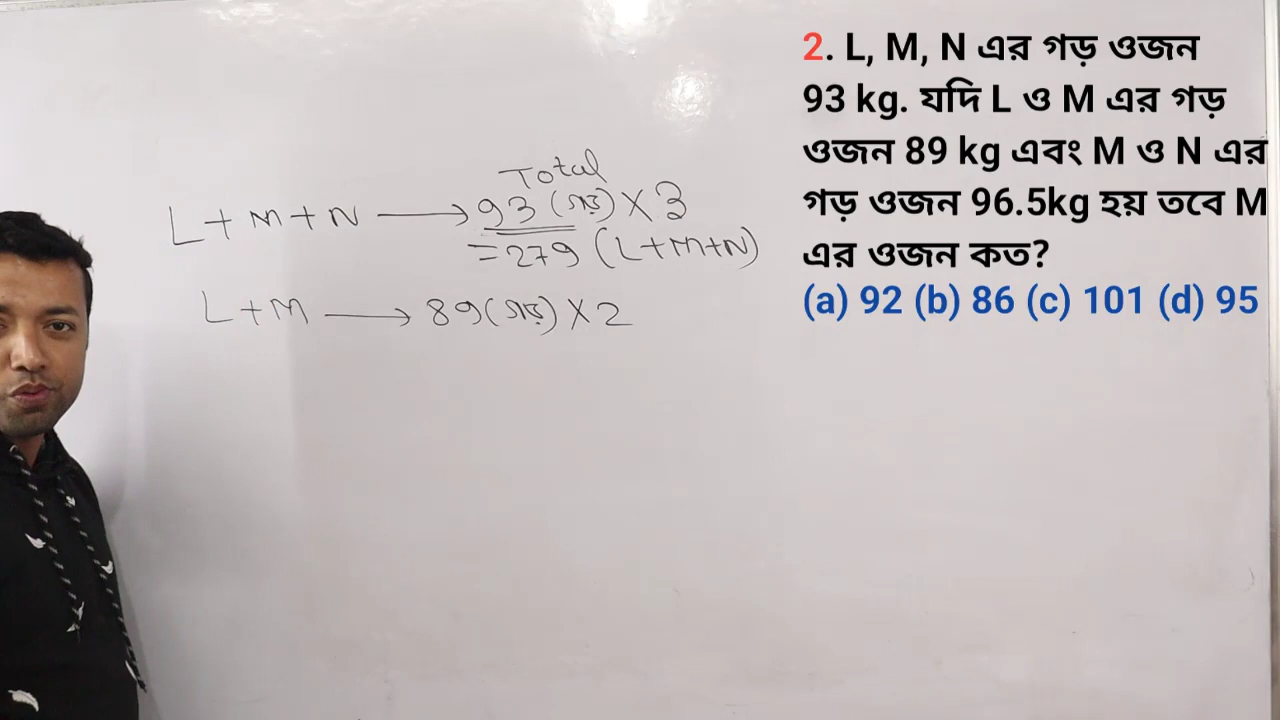 2. L, M, N এর গড় ওজন
93 kg. যদি L ও M এর গড়
ওজন 89 kg এবং M ও N এর
গড় ওজন 96.5kg হয় তবে M
এর ওজন কত?
(a) 92 (b) 86 (c) 101 (d) 95
Total
L+M+N → 93 (গড়) × 3
= 279 (L+M+N)
L+M → 89 (গড়) × 2